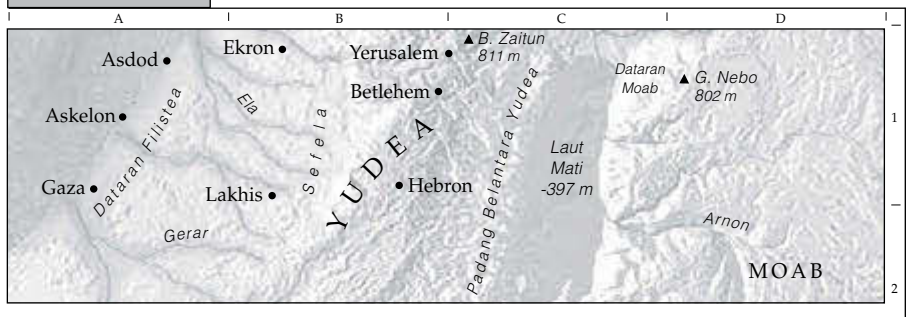 A B C D
Asdod
Ekron
Yerusalem
B. Zaitun
811 m
Dataran
Moab
G. Nebo
802 m
Betlehem
Ela
Askelon
Dataran Filistea
Sefela
YUDEA
Padang Belantara Yudea
Laut
Mati
-397 m
1
Gaza
Lakhis
Hebron
Gerar
Arnon
MOAB
2